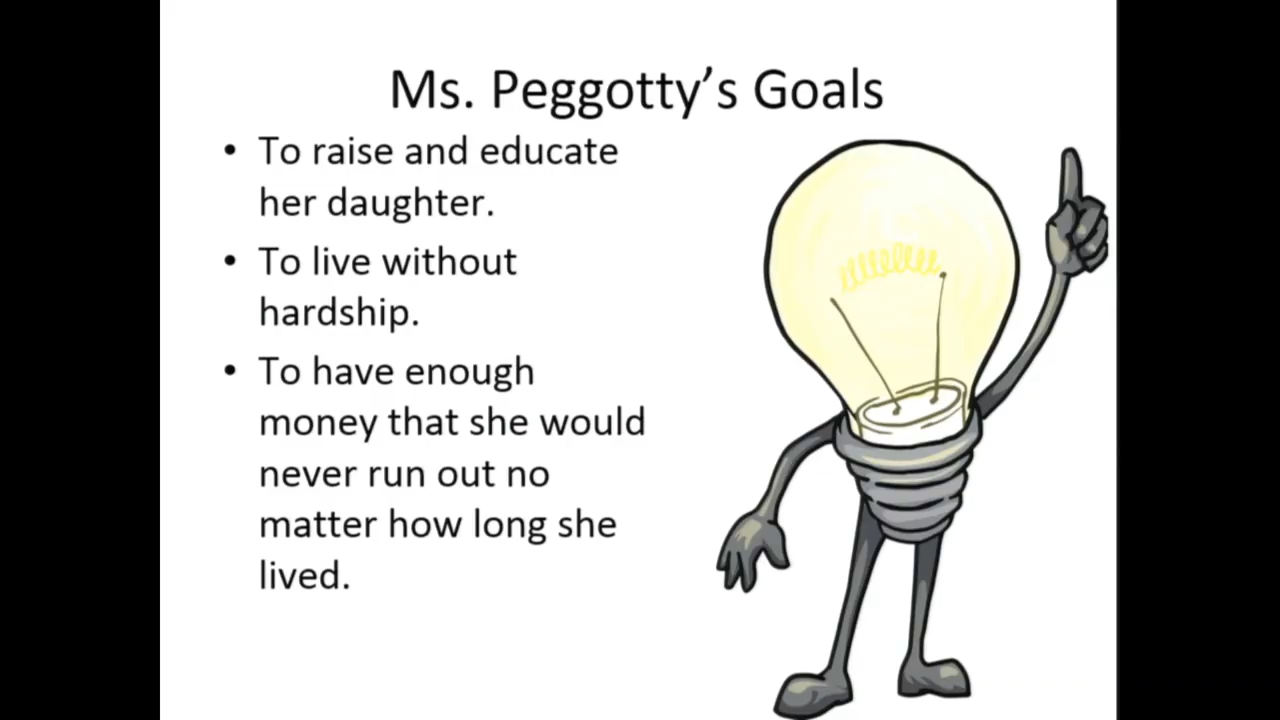 Ms. Peggotty’s Goals
• To raise and educate
her daughter.
• To live without
hardship.
• To have enough
money that she would
never run out no
matter how long she
lived.